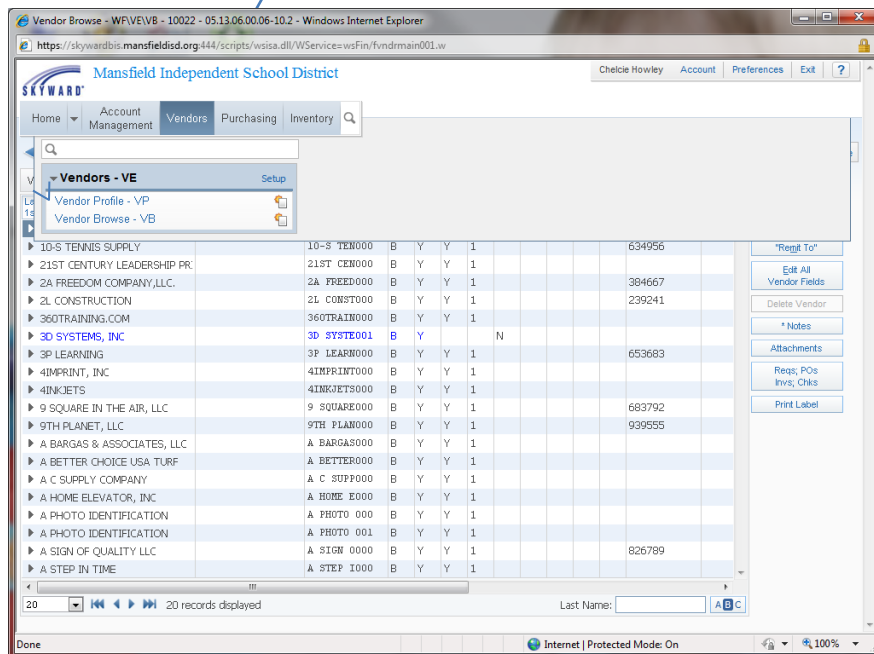 Vendor Browse - WF\VE\VB - 10022 - 05.13.06.00.06-10.2 - Windows Internet Explorer
https://skywardbis.mansfieldisd.org:444/scripts/wsisa.dll/WService=wsFin/fvndrmain001.w
SKYWARD® Mansfield Independent School District Chelcie Howley Account Preferences Exit ?
Home Account Management Vendors Purchasing Inventory
Vendors - VE Setup
Vendor Profile - VP
Vendor Browse - VB
10-S TENNIS SUPPLY 10-S TEN000 B Y Y 1 634956 "Remit To"
21ST CENTURY LEADERSHIP PR 21ST CEN000 B Y Y 1
2A FREEDOM COMPANY,LLC. 2A FREED000 B Y Y 1 384667 Edit All Vendor Fields
2L CONSTRUCTION 2L CONST000 B Y Y 1 239241
360TRAINING.COM 360TRAIN000 B Y Y 1 Delete Vendor
3D SYSTEMS, INC 3D SYSTE001 B Y N * Notes
3P LEARNING 3P LEARN000 B Y Y 1 653683 Attachments
4IMPRINT, INC 4IMPRINT000 B Y Y 1 Reqs; POs Invs; Chks
4INKJETS 4INKJETS000 B Y Y 1
9 SQUARE IN THE AIR, LLC 9 SQUARE000 B Y Y 1 683792 Print Label
9TH PLANET, LLC 9TH PLAN000 B Y Y 1 939555
A BARGAS & ASSOCIATES, LLC A BARGAS000 B Y Y 1
A BETTER CHOICE USA TURF A BETTER000 B Y Y 1
A C SUPPLY COMPANY A C SUPP000 B Y Y 1
A HOME ELEVATOR, INC A HOME E000 B Y Y 1
A PHOTO IDENTIFICATION A PHOTO 000 B Y Y 1
A PHOTO IDENTIFICATION A PHOTO 001 B Y Y 1
A SIGN OF QUALITY LLC A SIGN 0000 B Y Y 1 826789
A STEP IN TIME A STEP I000 B Y Y 1
20 20 records displayed Last Name: A B C
Done Internet | Protected Mode: On 100%